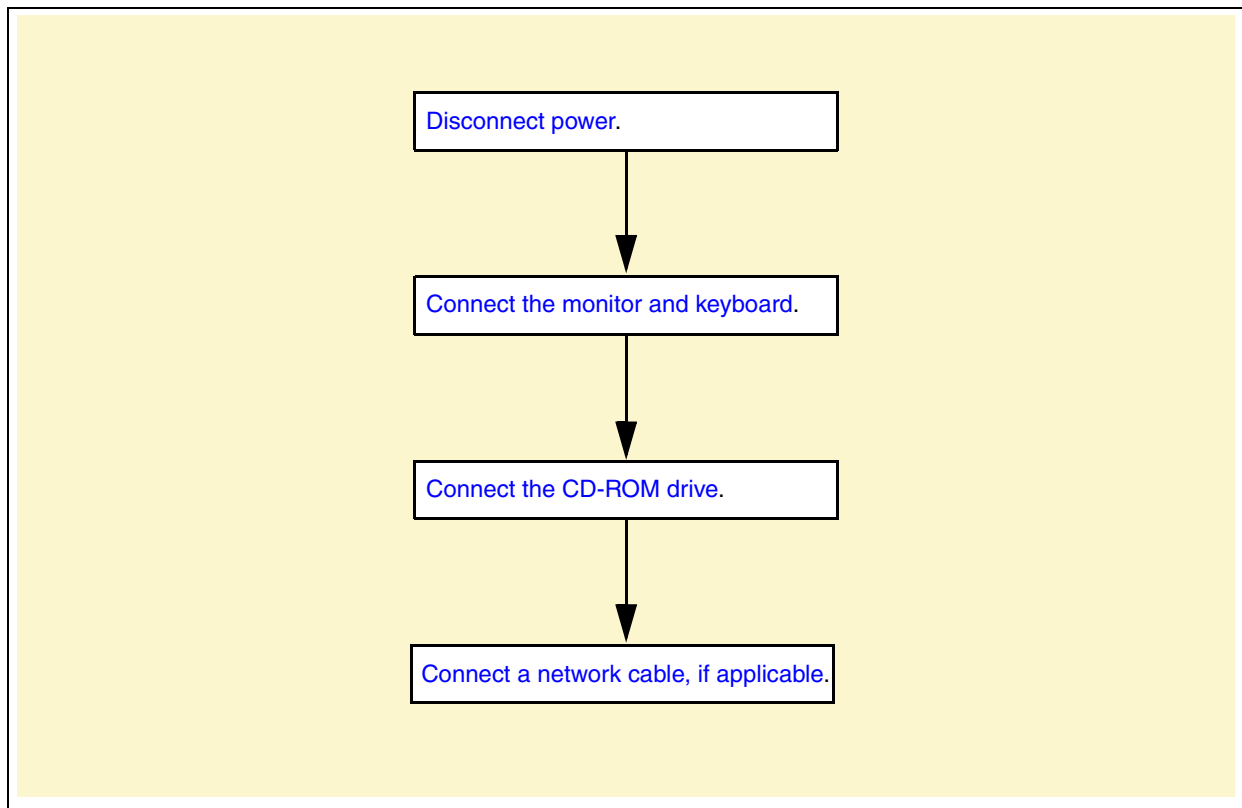 Disconnect power.
Connect the monitor and keyboard.
Connect the CD-ROM drive.
Connect a network cable, if applicable.